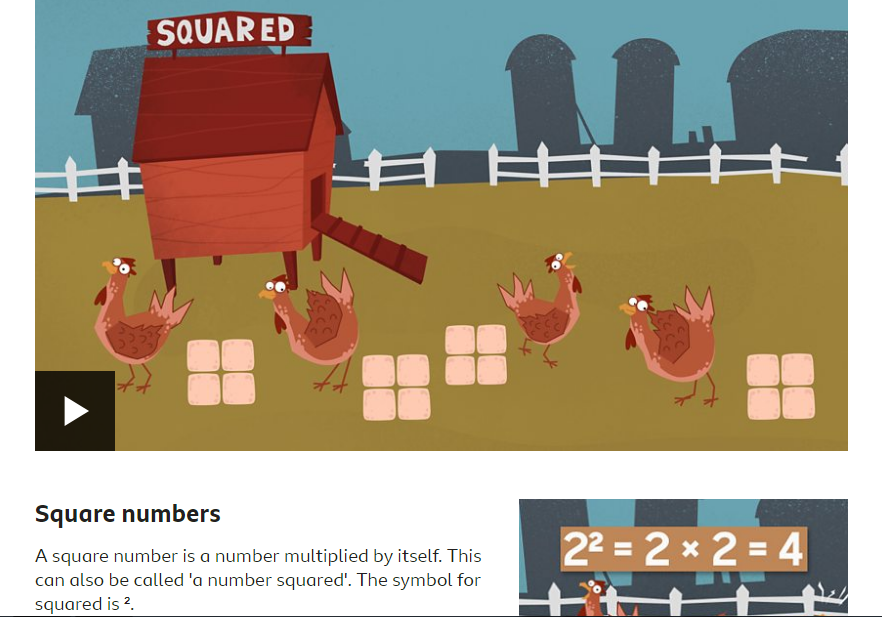 SQUARED
Square numbers
A square number is a number multiplied by itself. This
can also be called 'a number squared'. The symbol for
squared is ².
2² = 2 × 2 = 4